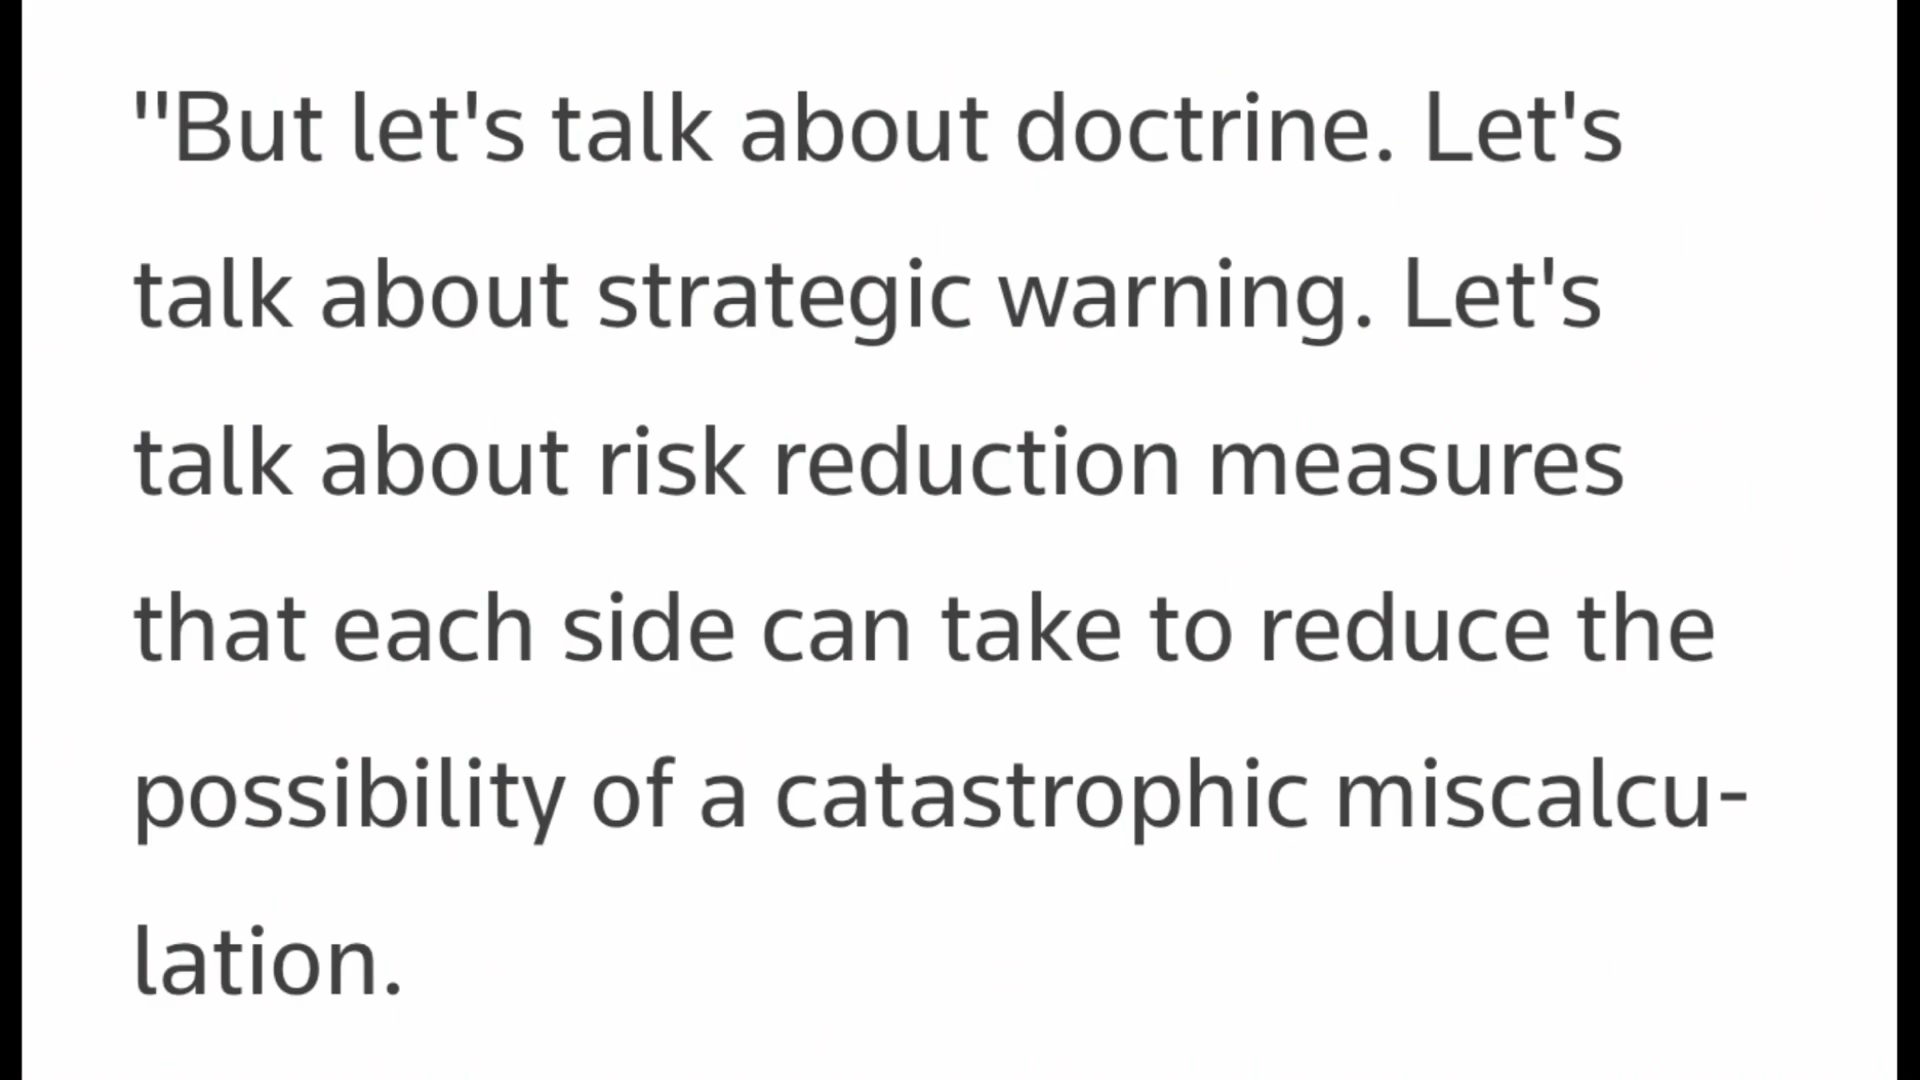 "But let's talk about doctrine. Let's
talk about strategic warning. Let's
talk about risk reduction measures
that each side can take to reduce the
possibility of a catastrophic miscalcu-
lation.